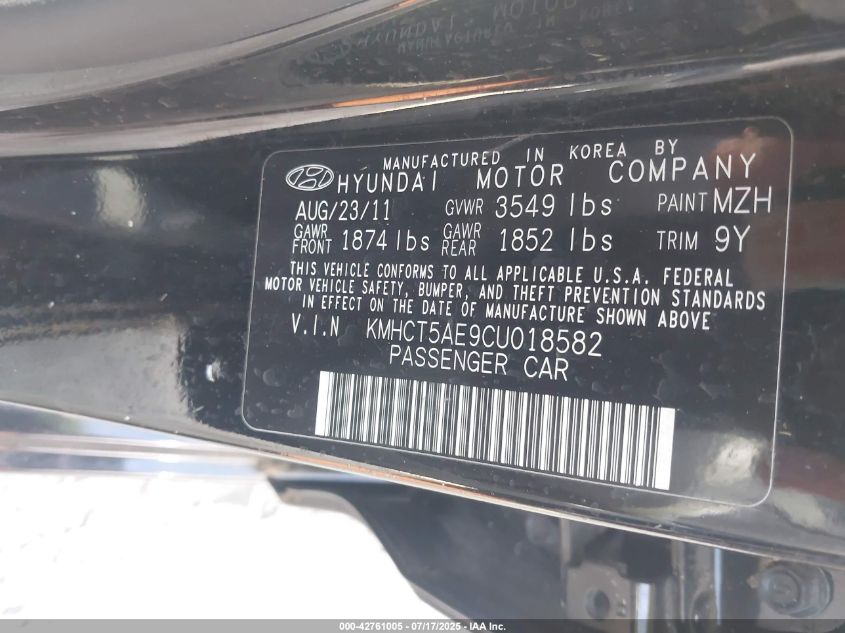 MANUFACTURED IN KOREA BY
HYUNDAI MOTOR COMPANY
AUG/23/11 GVWR 3549 lbs PAINT MZH
GAWR FRONT 1874 lbs GAWR REAR 1852 lbs TRIM 9Y
THIS VEHICLE CONFORMS TO ALL APPLICABLE U.S.A. FEDERAL
MOTOR VEHICLE SAFETY, BUMPER, AND THEFT PREVENTION STANDARDS
IN EFFECT ON THE DATE OF MANUFACTURE SHOWN ABOVE
V.I.N KMHCT5AE9CU018582
PASSENGER CAR
000-42761005 - 07/17/2025 - IAA Inc.